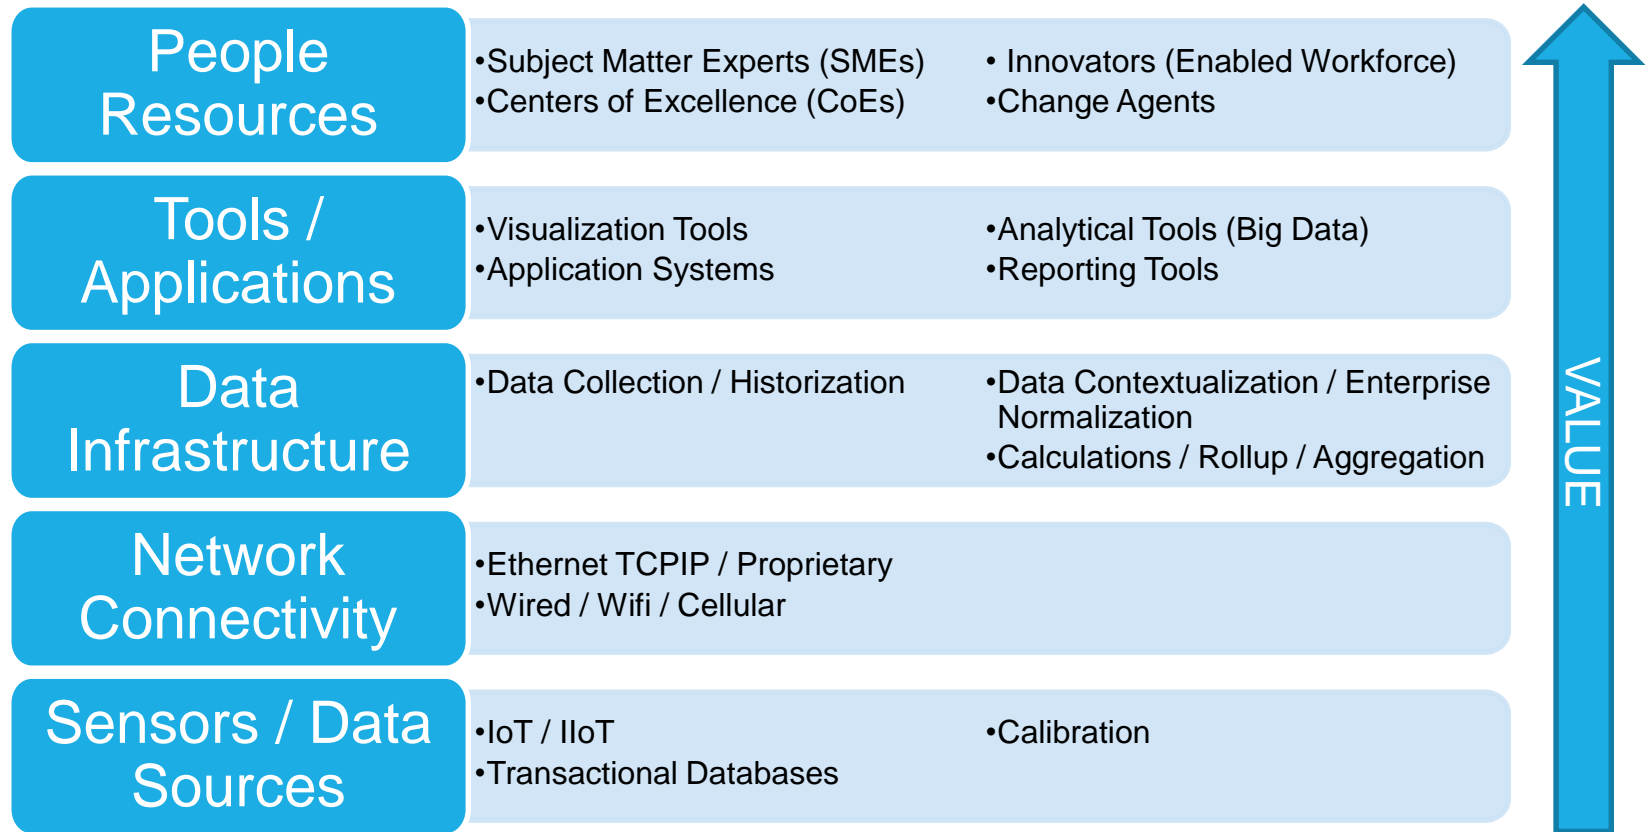 People
Resources
•Subject Matter Experts (SMEs)
•Centers of Excellence (CoEs)
• Innovators (Enabled Workforce)
•Change Agents
Tools /
Applications
•Visualization Tools
•Application Systems
•Analytical Tools (Big Data)
•Reporting Tools
Data
Infrastructure
•Data Collection / Historization
•Data Contextualization / Enterprise
Normalization
•Calculations / Rollup / Aggregation
Network
Connectivity
•Ethernet TCPIP / Proprietary
•Wired / Wifi / Cellular
Sensors / Data
Sources
•IoT / IIoT
•Transactional Databases
•Calibration
VALUE